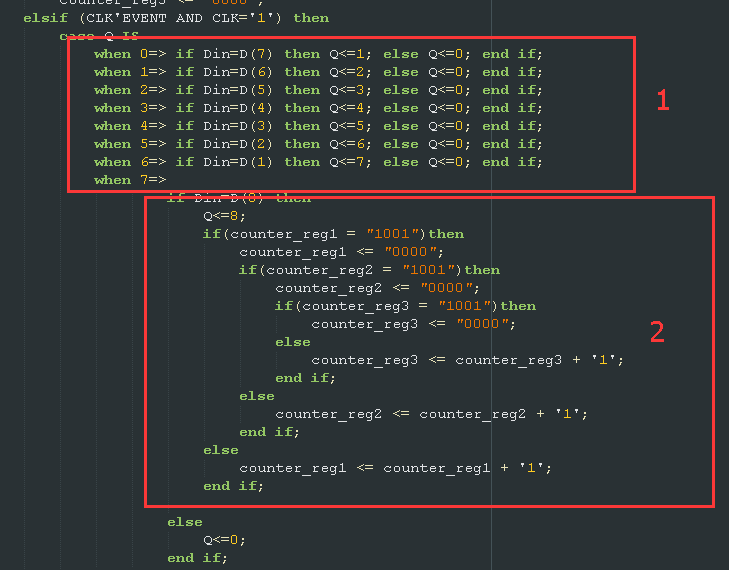 counter_reg3 <= "0000";
elsif (CLK'EVENT AND CLK='1') then
case Q IS
when 0=> if Din=D(7) then Q<=1; else Q<=0; end if;
when 1=> if Din=D(6) then Q<=2; else Q<=0; end if;
when 2=> if Din=D(5) then Q<=3; else Q<=0; end if;
when 3=> if Din=D(4) then Q<=4; else Q<=0; end if;
when 4=> if Din=D(3) then Q<=5; else Q<=0; end if;
when 5=> if Din=D(2) then Q<=6; else Q<=0; end if;
when 6=> if Din=D(1) then Q<=7; else Q<=0; end if;
when 7=>
1
if Din=D(0) then
Q<=8;
if(counter_reg1 = "1001")then
counter_reg1 <= "0000";
if(counter_reg2 = "1001")then
counter_reg2 <= "0000";
if(counter_reg3 = "1001")then
counter_reg3 <= "0000";
else
counter_reg3 <= counter_reg3 + '1';
end if;
else
counter_reg2 <= counter_reg2 + '1';
end if;
else
counter_reg1 <= counter_reg1 + '1';
end if;
2
else
Q<=0;
end if;